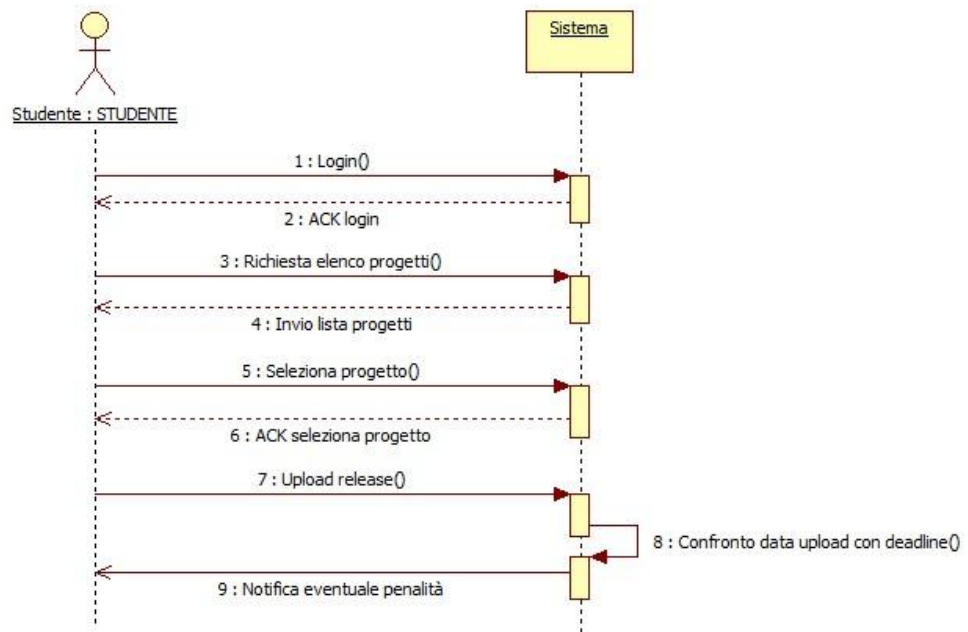 Sistema
Studente : STUDENTE
1 : Login()
2 : ACK login
3 : Richiesta elenco progetti()
4 : Invio lista progetti
5 : Seleziona progetto()
6 : ACK seleziona progetto
7 : Upload release()
8 : Confronto data upload con deadline()
9 : Notifica eventuale penalità